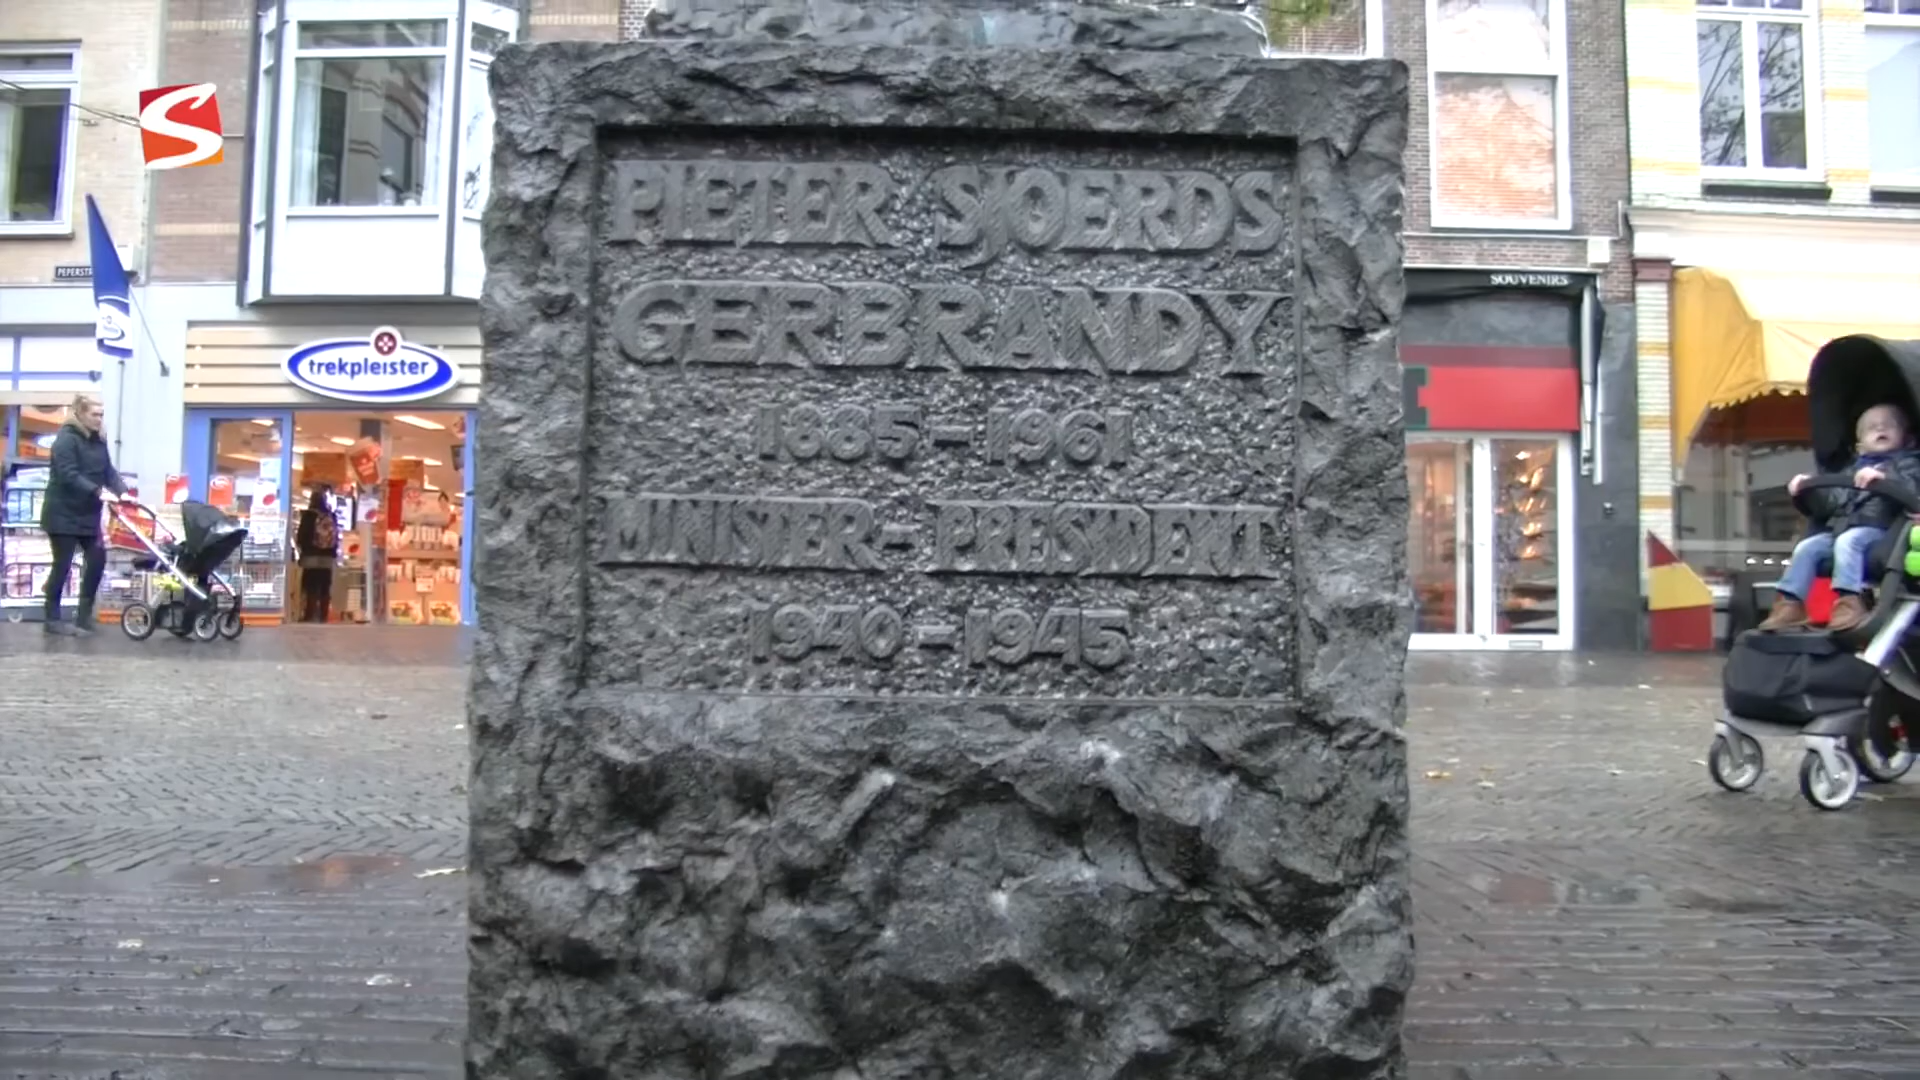 PIETER SJOERDS
GERBRANDY
1885-1961
MINISTER-PRESIDENT
1940-1945
trekpleister
SOUVENIRS
S